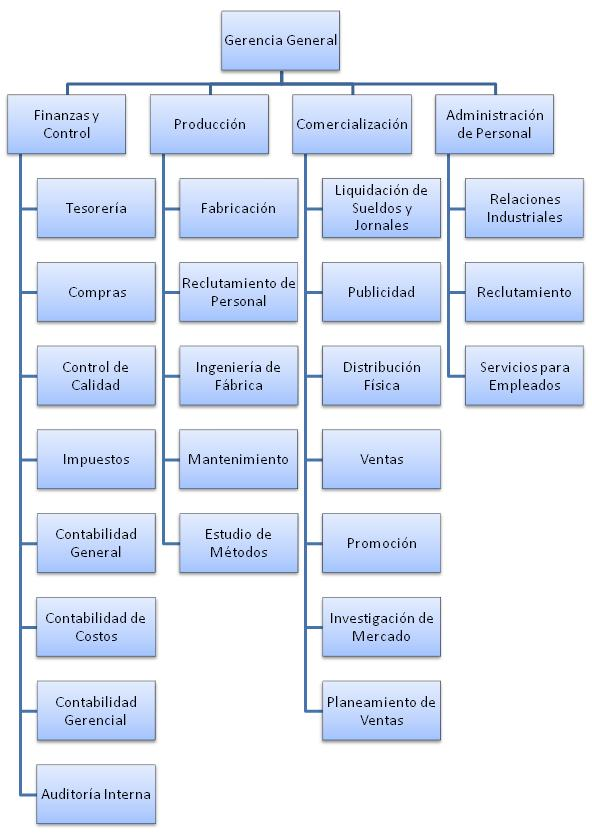 Gerencia General
Finanzas y
Control
Producción
Comercialización
Administración
de Personal
Tesorería
Fabricación
Liquidación de
Sueldos y
Jornales
Relaciones
Industriales
Compras
Reclutamiento de
Personal
Publicidad
Reclutamiento
Control de
Calidad
Ingeniería de
Fábrica
Distribución
Física
Servicios para
Empleados
Impuestos
Mantenimiento
Ventas
Contabilidad
General
Estudio de
Métodos
Promoción
Contabilidad de
Costos
Investigación de
Mercado
Contabilidad
Gerencial
Planeamiento de
Ventas
Auditoría Interna